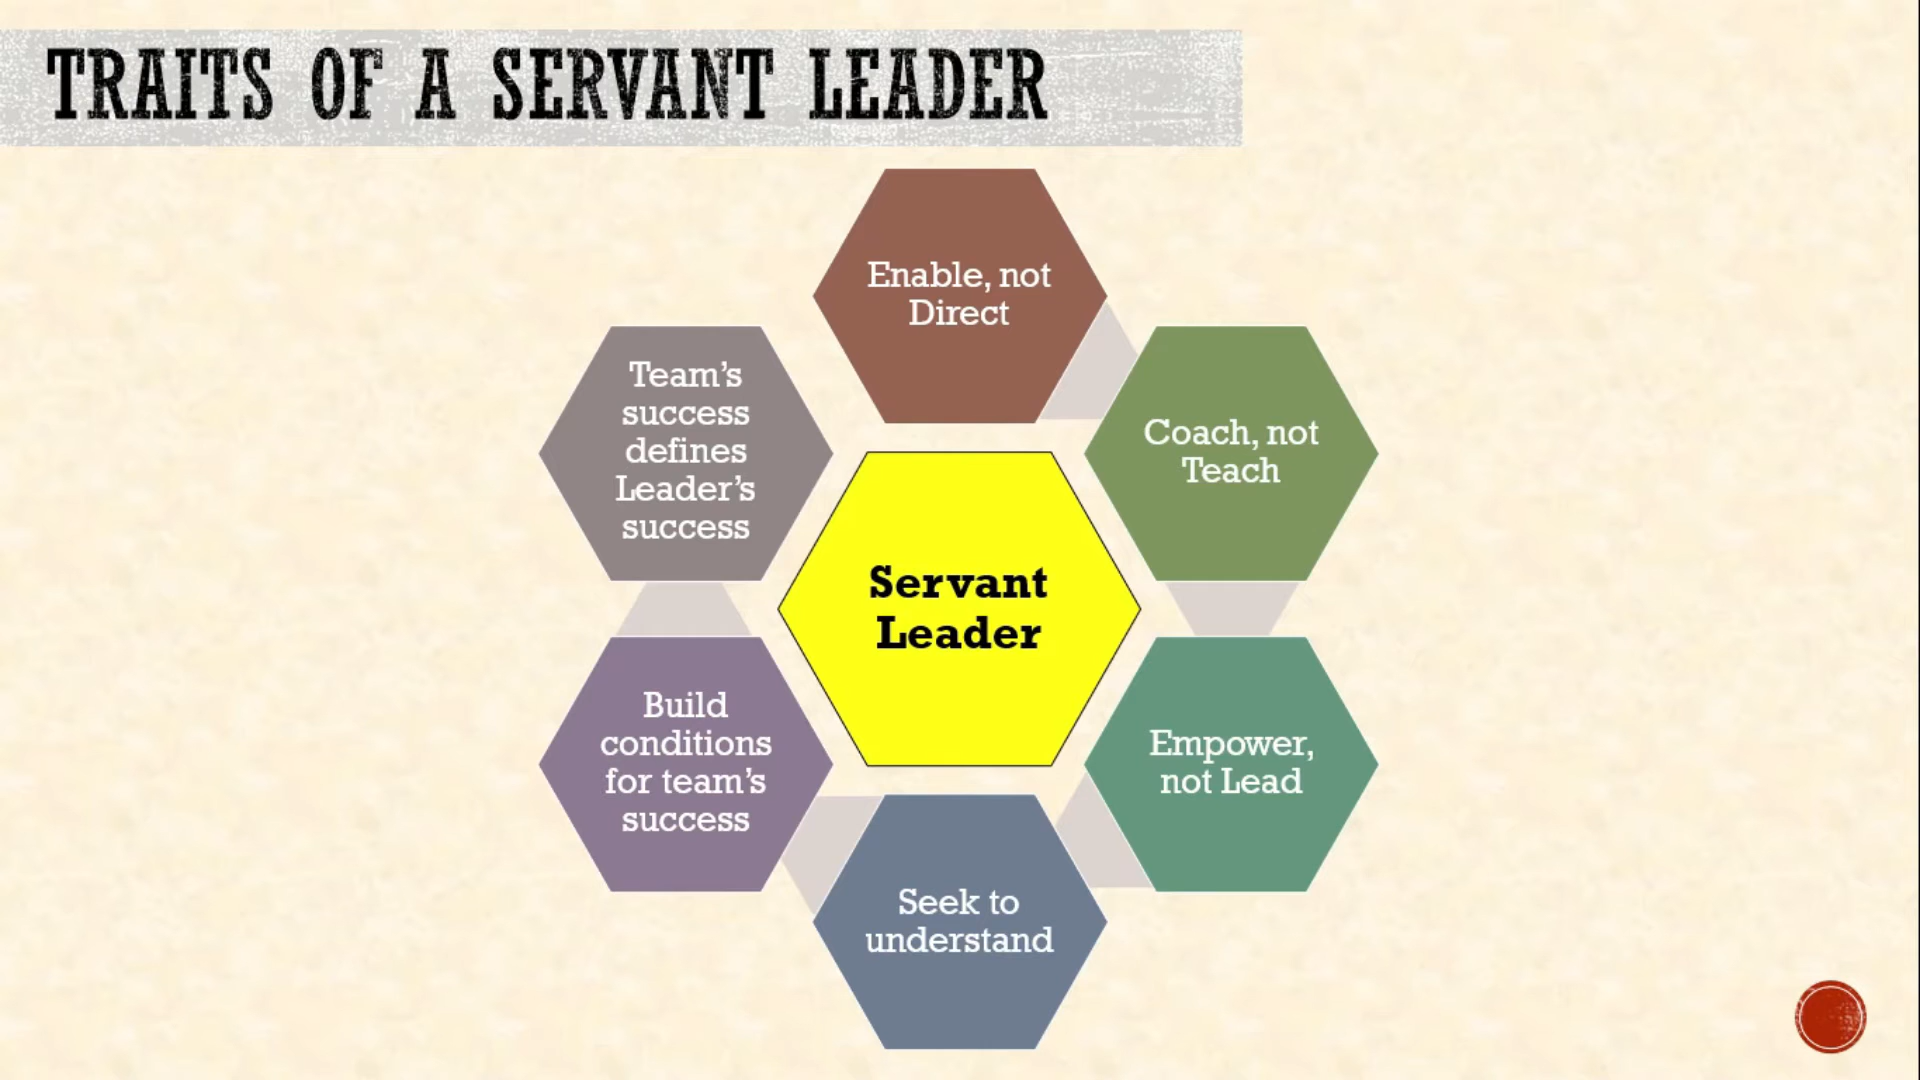 TRAITS OF A SERVANT LEADER
Enable, not
Direct
Coach, not
Teach
Empower,
not Lead
Seek to
understand
Build
conditions
for team's
success
Team's
success
defines
Leader's
success
Servant
Leader